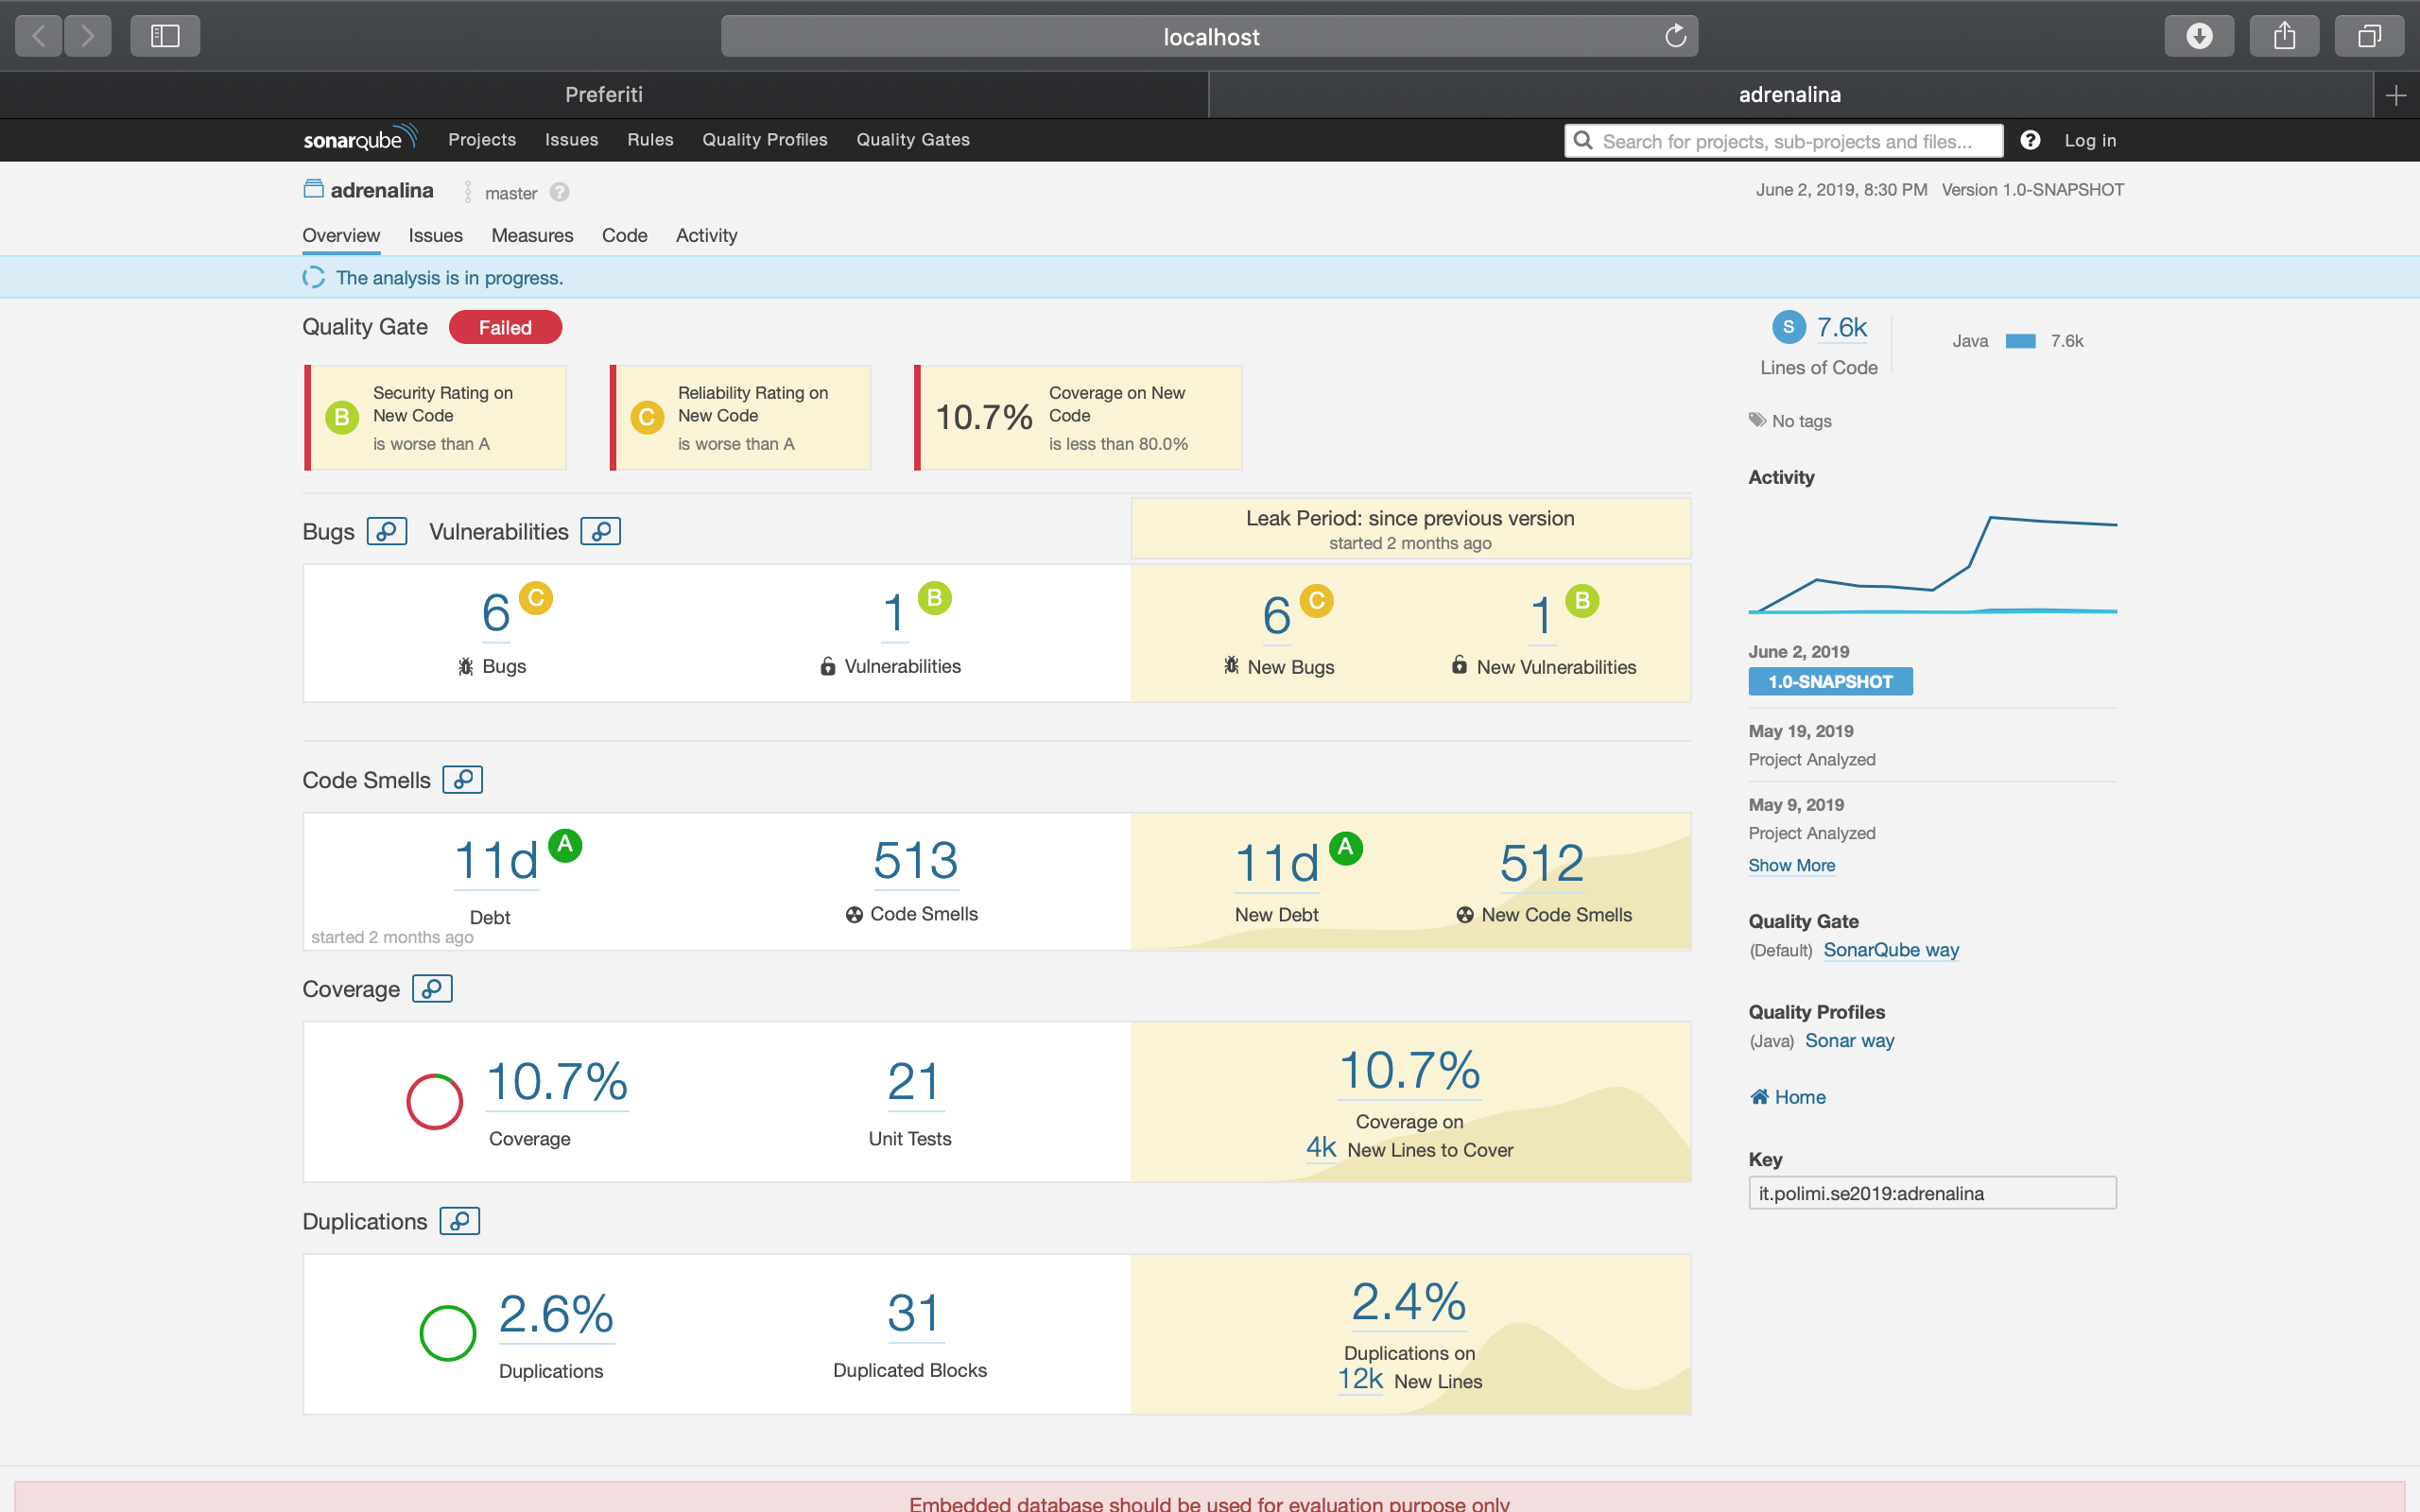 localhost
Preferiti
adrenalina
sonarqube Projects Issues Rules Quality Profiles Quality Gates Search for projects, sub-projects and files... Log in
adrenalina master
June 2, 2019, 8:30 PM Version 1.0-SNAPSHOT
Overview Issues Measures Code Activity
The analysis is in progress.
Quality Gate Failed
B
Security Rating on
New Code
is worse than A
C
Reliability Rating on
New Code
is worse than A
10.7%
Coverage on New
Code
is less than 80.0%
Bugs Vulnerabilities
Leak Period: since previous version
started 2 months ago
6 C
Bugs
1 B
Vulnerabilities
6 C
New Bugs
1 B
New Vulnerabilities
Code Smells
11d A
Debt
started 2 months ago
513
Code Smells
11d A
New Debt
512
New Code Smells
Coverage
10.7%
Coverage
21
Unit Tests
10.7%
Coverage on
4k New Lines to Cover
Duplications
2.6%
Duplications
31
Duplicated Blocks
2.4%
Duplications on
12k New Lines
S 7.6k
Lines of Code
Java 7.6k
No tags
Activity
June 2, 2019
1.0-SNAPSHOT
May 19, 2019
Project Analyzed
May 9, 2019
Project Analyzed
Show More
Quality Gate
(Default) SonarQube way
Quality Profiles
(Java) Sonar way
Home
Key
it.polimi.se2019:adrenalina
Embedded database should be used for evaluation purpose only